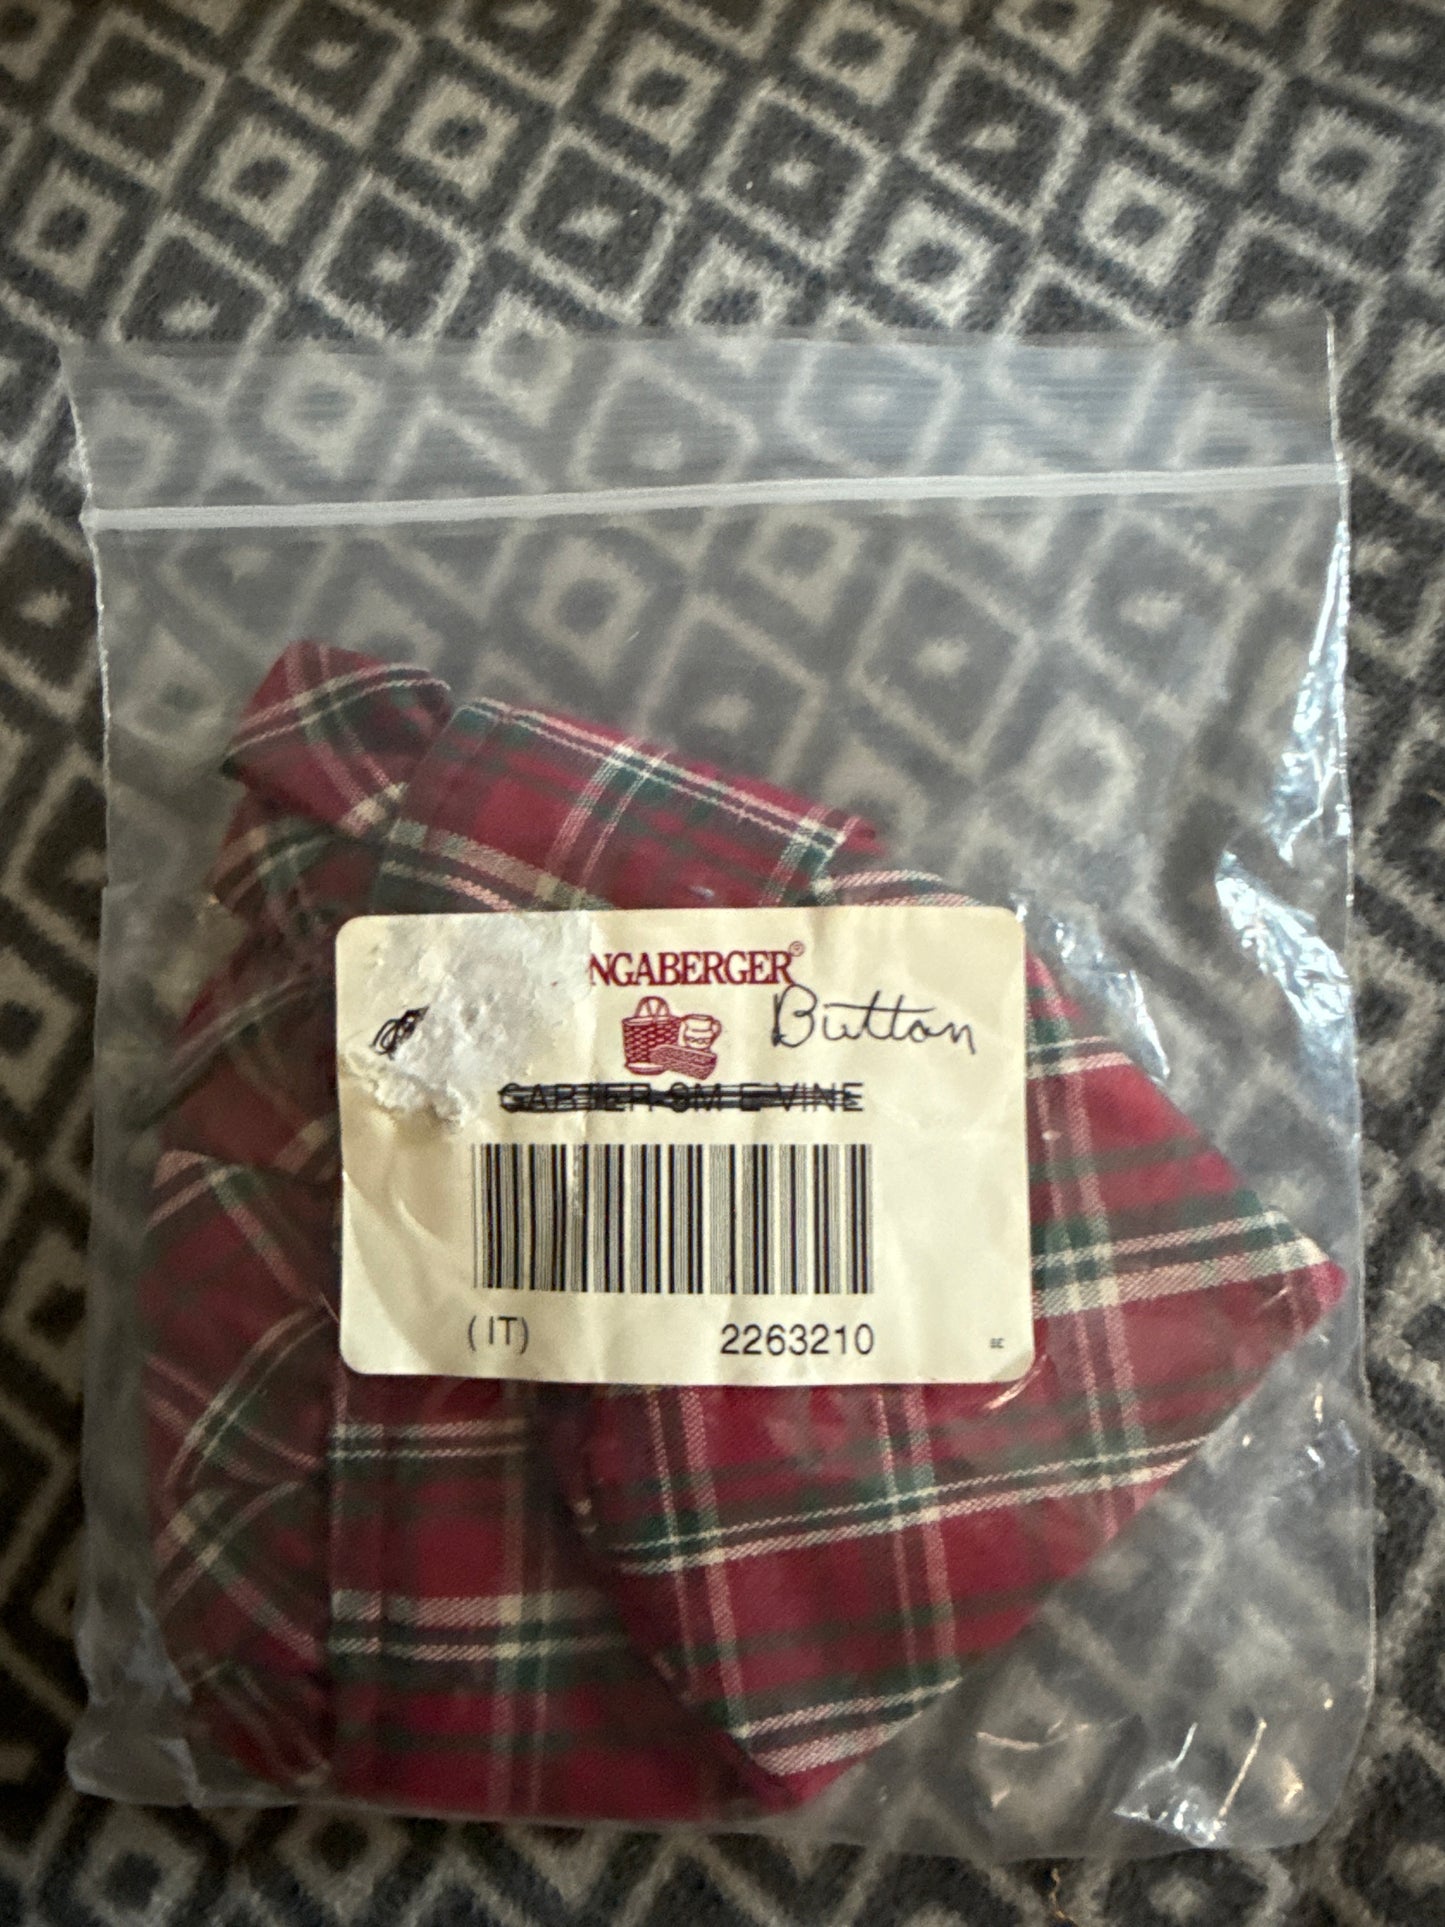 NGABERGER®
Button
GARTER SM E VINE
(IT) 2263210